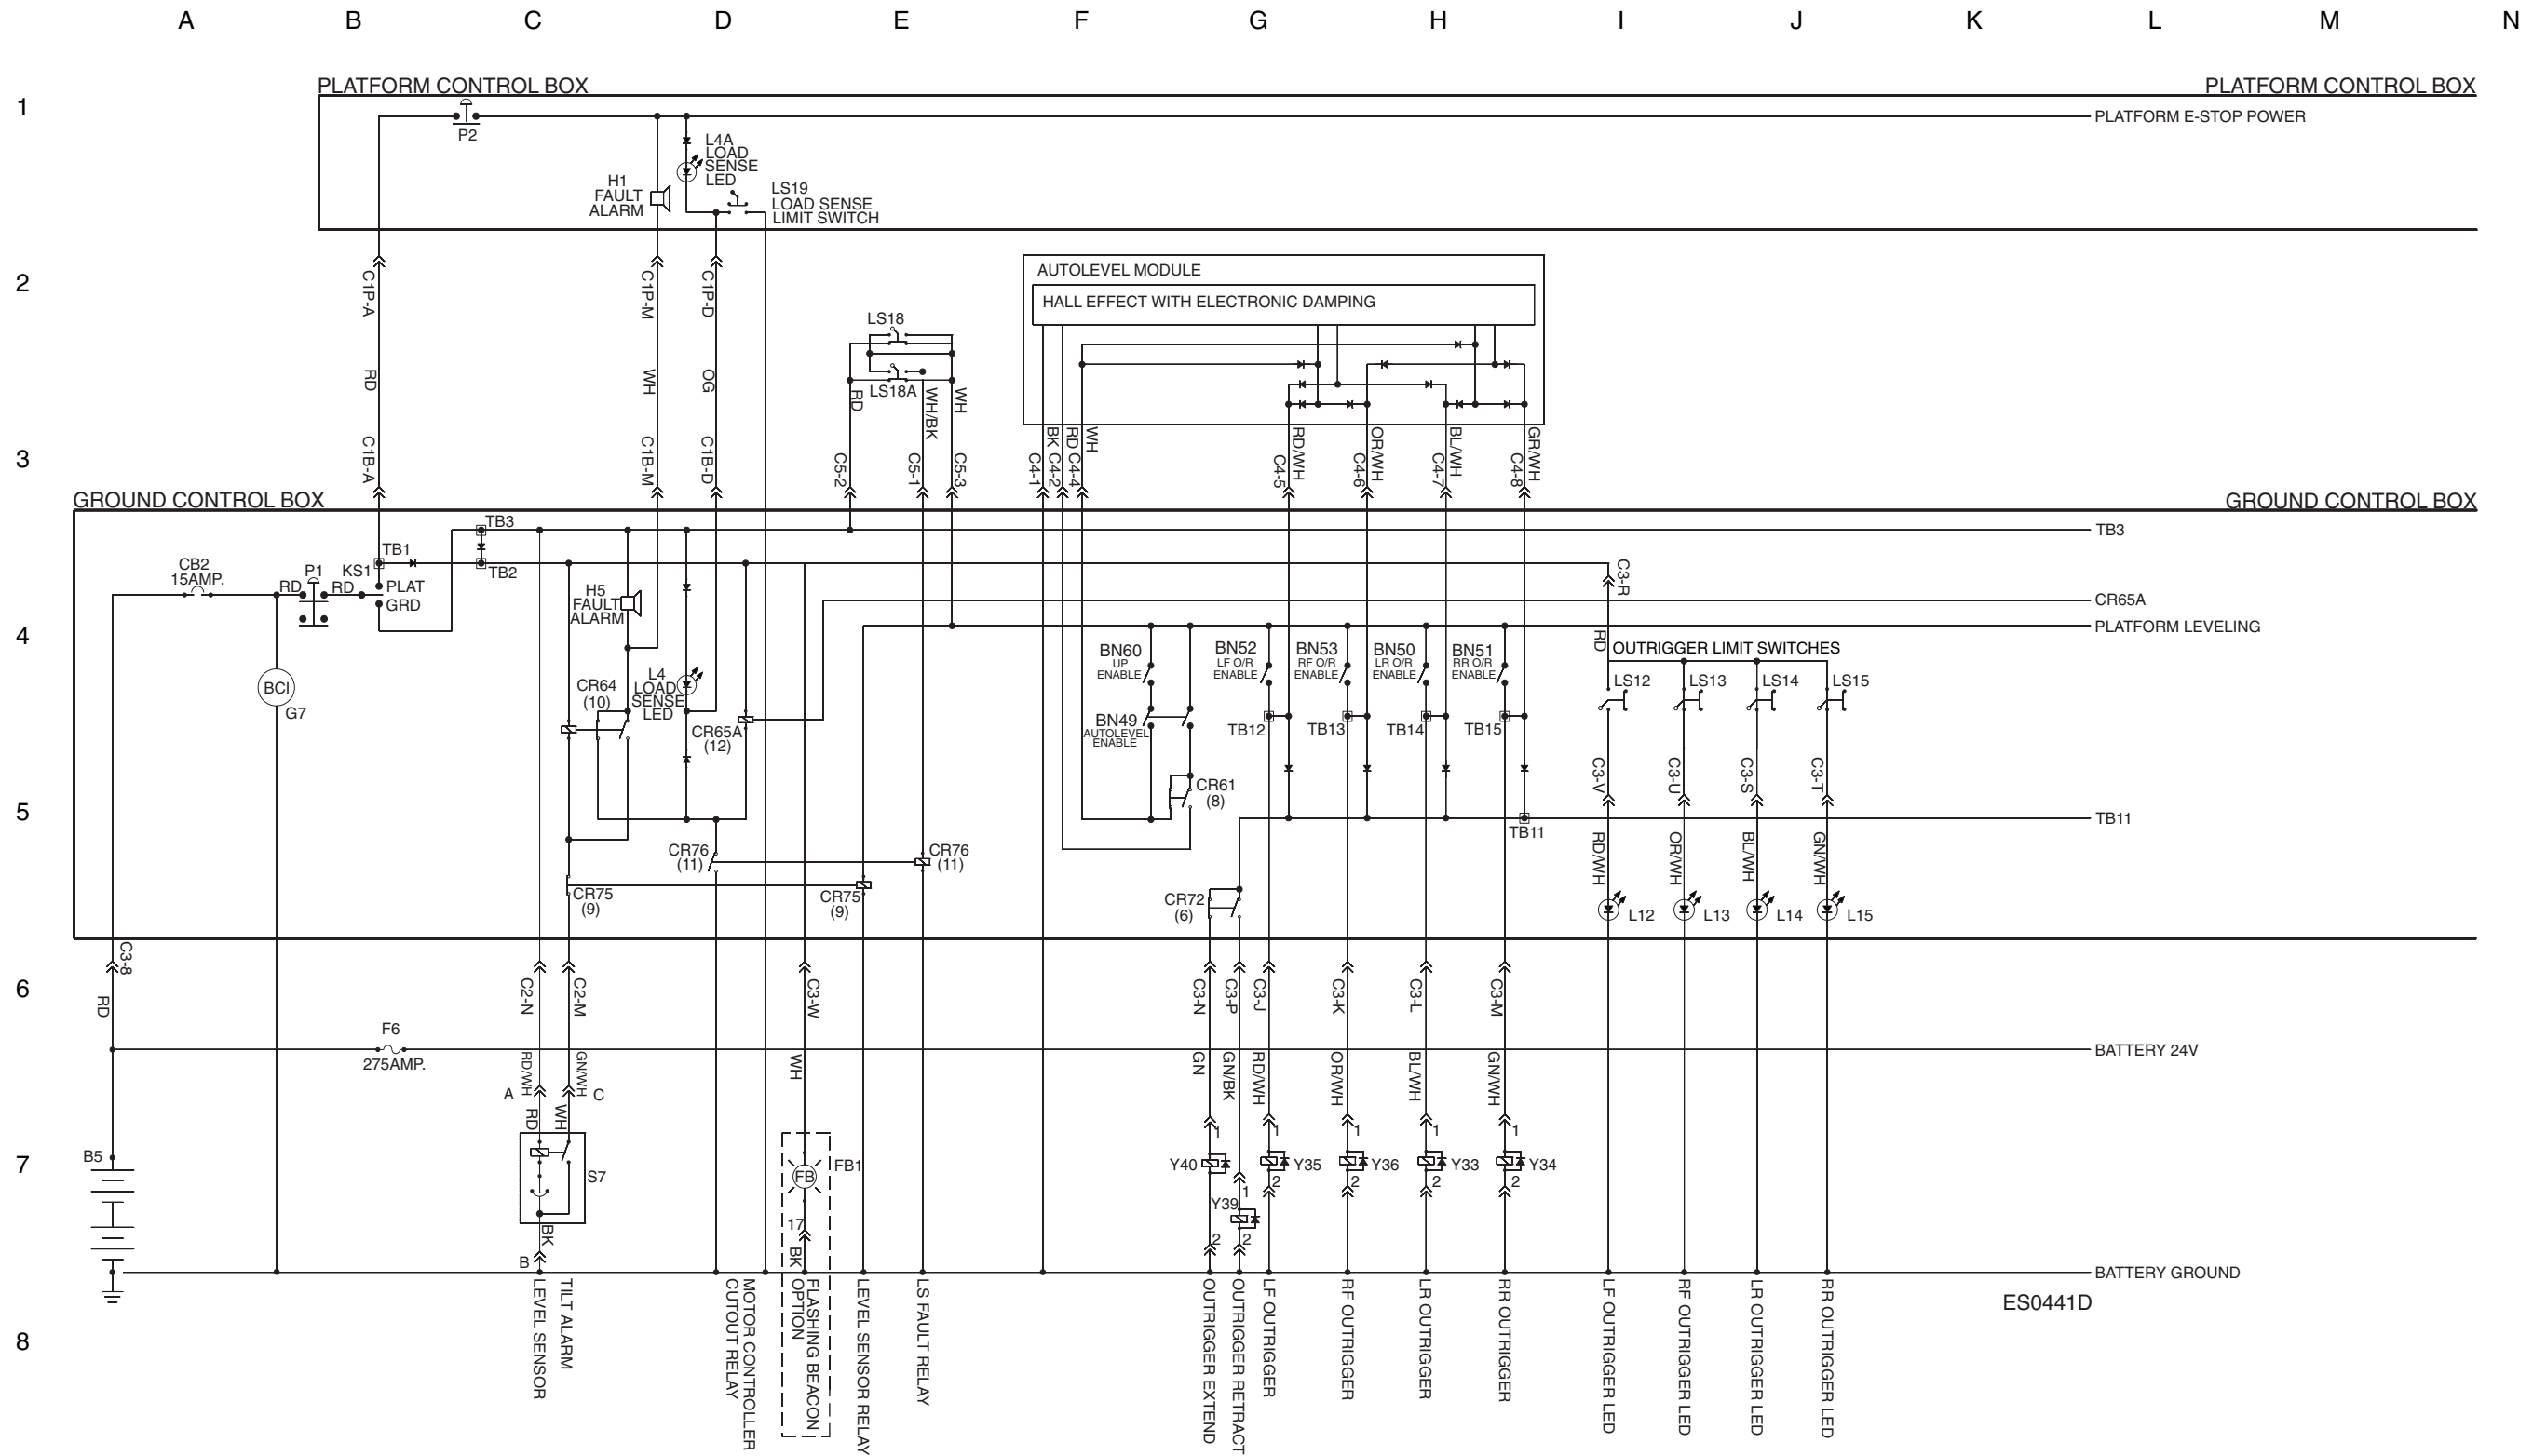 A B C D E F G H I J K L M N
1
2
3
4
5
6
7
8
PLATFORM CONTROL BOX
PLATFORM CONTROL BOX
P2
PLATFORM E-STOP POWER
L4A
LOAD
SENSE
LED
H1
FAULT
ALARM
LS19
LOAD SENSE
LIMIT SWITCH
C1P-A
C1P-M
C1P-D
RD
WH
OG
C1B-A
C1B-M
C1B-D
LS18
LS18A
RD
WH/BK
WH
C5-2
C5-1
C5-3
AUTOLEVEL MODULE
HALL EFFECT WITH ELECTRONIC DAMPING
BK
RD
WH
C4-1
C4-2
C4-4
RD/WH
OR/WH
BL/WH
GR/WH
C4-5
C4-6
C4-7
C4-8
GROUND CONTROL BOX
GROUND CONTROL BOX
TB3
TB3
TB1
TB2
CB2
15AMP.
RD
P1
RD
KS1
PLAT
GRD
H5
FAULT
ALARM
C3-R
RD
CR65A
PLATFORM LEVELING
BCI
G7
CR64
(10)
L4
LOAD
SENSE
LED
CR65A
(12)
BN60
UP
ENABLE
BN49
AUTOLEVEL
ENABLE
BN52
LF O/R
ENABLE
BN53
RF O/R
ENABLE
BN50
LR O/R
ENABLE
BN51
RR O/R
ENABLE
OUTRIGGER LIMIT SWITCHES
LS12
LS13
LS14
LS15
TB12
TB13
TB14
TB15
CR61
(8)
C3-V
C3-U
C3-S
C3-T
TB11
TB11
CR76
(11)
CR76
(11)
CR75
(9)
CR75
(9)
CR72
(6)
RD/WH
OR/WH
BL/WH
GN/WH
L12
L13
L14
L15
C3-8
RD
C2-N
C2-M
C3-W
C3-N
C3-P
C3-J
C3-K
C3-L
C3-M
F6
275AMP.
BATTERY 24V
RD/WH
GN/WH
WH
GN
GN/BK
RD/WH
OR/WH
BL/WH
GN/WH
A
C
RD
WH
B5
S7
BK
B
FB
FB1
17
BK
1
Y40
2
1
Y39
2
1
Y35
2
1
Y36
2
1
Y33
2
1
Y34
2
BATTERY GROUND
ES0441D
LEVEL SENSOR
TILT ALARM
MOTOR CONTROLLER
CUTOUT RELAY
FLASHING BEACON
OPTION
LEVEL SENSOR RELAY
LS FAULT RELAY
OUTRIGGER EXTEND
OUTRIGGER RETRACT
LF OUTRIGGER
RF OUTRIGGER
LR OUTRIGGER
RR OUTRIGGER
LF OUTRIGGER LED
RF OUTRIGGER LED
LR OUTRIGGER LED
RR OUTRIGGER LED